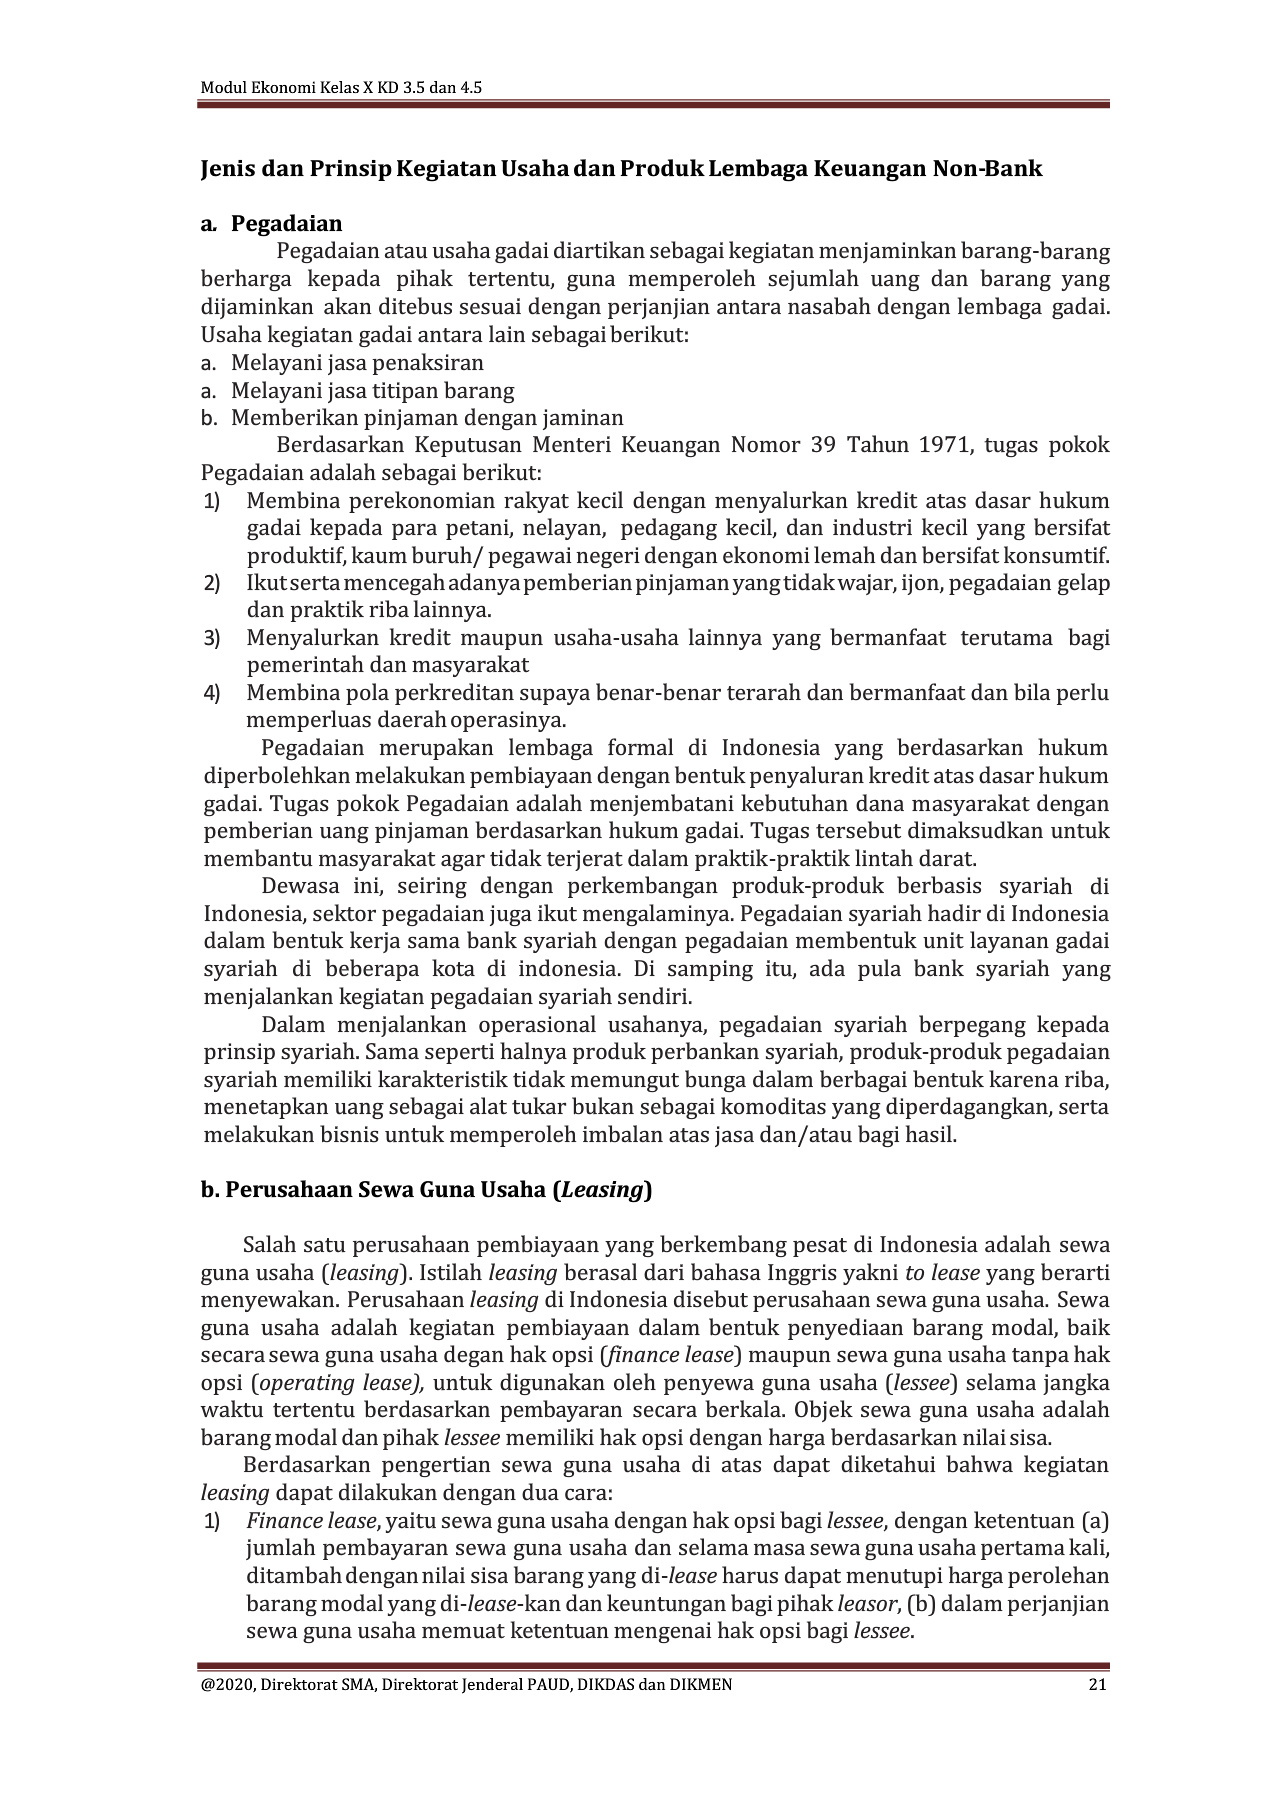 Modul Ekonomi Kelas X KD 3.5 dan 4.5
Jenis dan Prinsip Kegiatan Usaha dan Produk Lembaga Keuangan Non-Bank
a. Pegadaian
Pegadaian atau usaha gadai diartikan sebagai kegiatan menjaminkan barang-barang
berharga kepada pihak tertentu, guna memperoleh sejumlah uang dan barang yang
dijaminkan akan ditebus sesuai dengan perjanjian antara nasabah dengan lembaga gadai.
Usaha kegiatan gadai antara lain sebagai berikut:
a. Melayani jasa penaksiran
a. Melayani jasa titipan barang
b. Memberikan pinjaman dengan jaminan
Berdasarkan Keputusan Menteri Keuangan Nomor 39 Tahun 1971, tugas pokok
Pegadaian adalah sebagai berikut:
1) Membina perekonomian rakyat kecil dengan menyalurkan kredit atas dasar hukum
gadai kepada para petani, nelayan, pedagang kecil, dan industri kecil yang bersifat
produktif, kaum buruh/ pegawai negeri dengan ekonomi lemah dan bersifat konsumtif.
2) Ikut serta mencegah adanya pemberian pinjaman yang tidak wajar, ijon, pegadaian gelap
dan praktik riba lainnya.
3) Menyalurkan kredit maupun usaha-usaha lainnya yang bermanfaat terutama bagi
pemerintah dan masyarakat
4) Membina pola perkreditan supaya benar-benar terarah dan bermanfaat dan bila perlu
memperluas daerah operasinya.
Pegadaian merupakan lembaga formal di Indonesia yang berdasarkan hukum
diperbolehkan melakukan pembiayaan dengan bentuk penyaluran kredit atas dasar hukum
gadai. Tugas pokok Pegadaian adalah menjembatani kebutuhan dana masyarakat dengan
pemberian uang pinjaman berdasarkan hukum gadai. Tugas tersebut dimaksudkan untuk
membantu masyarakat agar tidak terjerat dalam praktik-praktik lintah darat.
Dewasa ini, seiring dengan perkembangan produk-produk berbasis syariah di
Indonesia, sektor pegadaian juga ikut mengalaminya. Pegadaian syariah hadir di Indonesia
dalam bentuk kerja sama bank syariah dengan pegadaian membentuk unit layanan gadai
syariah di beberapa kota di indonesia. Di samping itu, ada pula bank syariah yang
menjalankan kegiatan pegadaian syariah sendiri.
Dalam menjalankan operasional usahanya, pegadaian syariah berpegang kepada
prinsip syariah. Sama seperti halnya produk perbankan syariah, produk-produk pegadaian
syariah memiliki karakteristik tidak memungut bunga dalam berbagai bentuk karena riba,
menetapkan uang sebagai alat tukar bukan sebagai komoditas yang diperdagangkan, serta
melakukan bisnis untuk memperoleh imbalan atas jasa dan/atau bagi hasil.
b. Perusahaan Sewa Guna Usaha (Leasing)
Salah satu perusahaan pembiayaan yang berkembang pesat di Indonesia adalah sewa
guna usaha (leasing). Istilah leasing berasal dari bahasa Inggris yakni to lease yang berarti
menyewakan. Perusahaan leasing di Indonesia disebut perusahaan sewa guna usaha. Sewa
guna usaha adalah kegiatan pembiayaan dalam bentuk penyediaan barang modal, baik
secara sewa guna usaha degan hak opsi (finance lease) maupun sewa guna usaha tanpa hak
opsi (operating lease), untuk digunakan oleh penyewa guna usaha (lessee) selama jangka
waktu tertentu berdasarkan pembayaran secara berkala. Objek sewa guna usaha adalah
barang modal dan pihak lessee memiliki hak opsi dengan harga berdasarkan nilai sisa.
Berdasarkan pengertian sewa guna usaha di atas dapat diketahui bahwa kegiatan
leasing dapat dilakukan dengan dua cara:
1) Finance lease, yaitu sewa guna usaha dengan hak opsi bagi lessee, dengan ketentuan (a)
jumlah pembayaran sewa guna usaha dan selama masa sewa guna usaha pertama kali,
ditambah dengan nilai sisa barang yang di-lease harus dapat menutupi harga perolehan
barang modal yang di-lease-kan dan keuntungan bagi pihak leasor, (b) dalam perjanjian
sewa guna usaha memuat ketentuan mengenai hak opsi bagi lessee.
@2020, Direktorat SMA, Direktorat Jenderal PAUD, DIKDAS dan DIKMEN 21